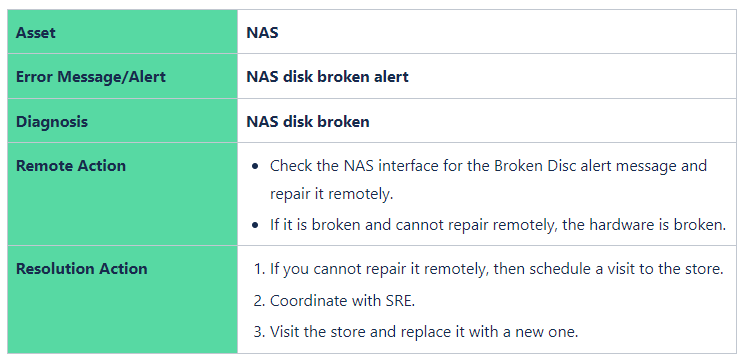 Asset
NAS
Error Message/Alert
NAS disk broken alert
Diagnosis
NAS disk broken
Remote Action
• Check the NAS interface for the Broken Disc alert message and
repair it remotely.
• If it is broken and cannot repair remotely, the hardware is broken.
Resolution Action
1. If you cannot repair it remotely, then schedule a visit to the store.
2. Coordinate with SRE.
3. Visit the store and replace it with a new one.